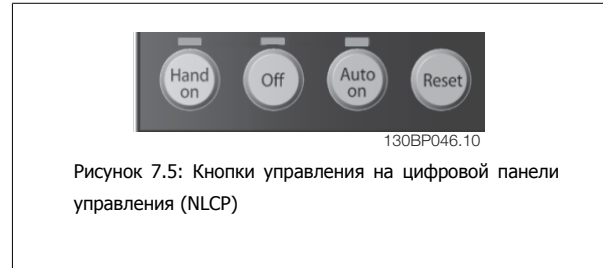 Hand on
Off
Auto on
Reset
130BP046.10
Рисунок 7.5: Кнопки управления на цифровой панели
управления (NLCP)